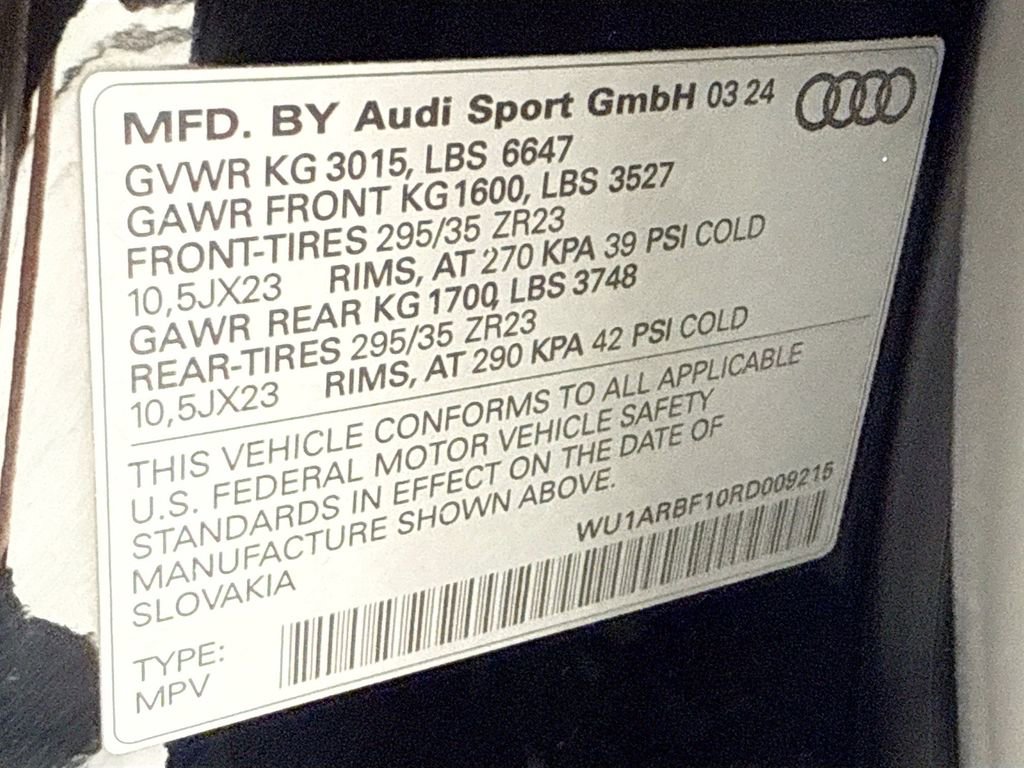 MFD. BY Audi Sport GmbH 03 24
GVWR KG 3015, LBS 6647
GAWR FRONT KG 1600, LBS 3527
FRONT-TIRES 295/35 ZR23
10,5JX23 RIMS, AT 270 KPA 39 PSI COLD
GAWR REAR KG 1700, LBS 3748
REAR-TIRES 295/35 ZR23
10,5JX23 RIMS, AT 290 KPA 42 PSI COLD
THIS VEHICLE CONFORMS TO ALL APPLICABLE
U.S. FEDERAL MOTOR VEHICLE SAFETY
STANDARDS IN EFFECT ON THE DATE OF
MANUFACTURE SHOWN ABOVE.
SLOVAKIA
WU1ARBF10RD009215
TYPE:
MPV